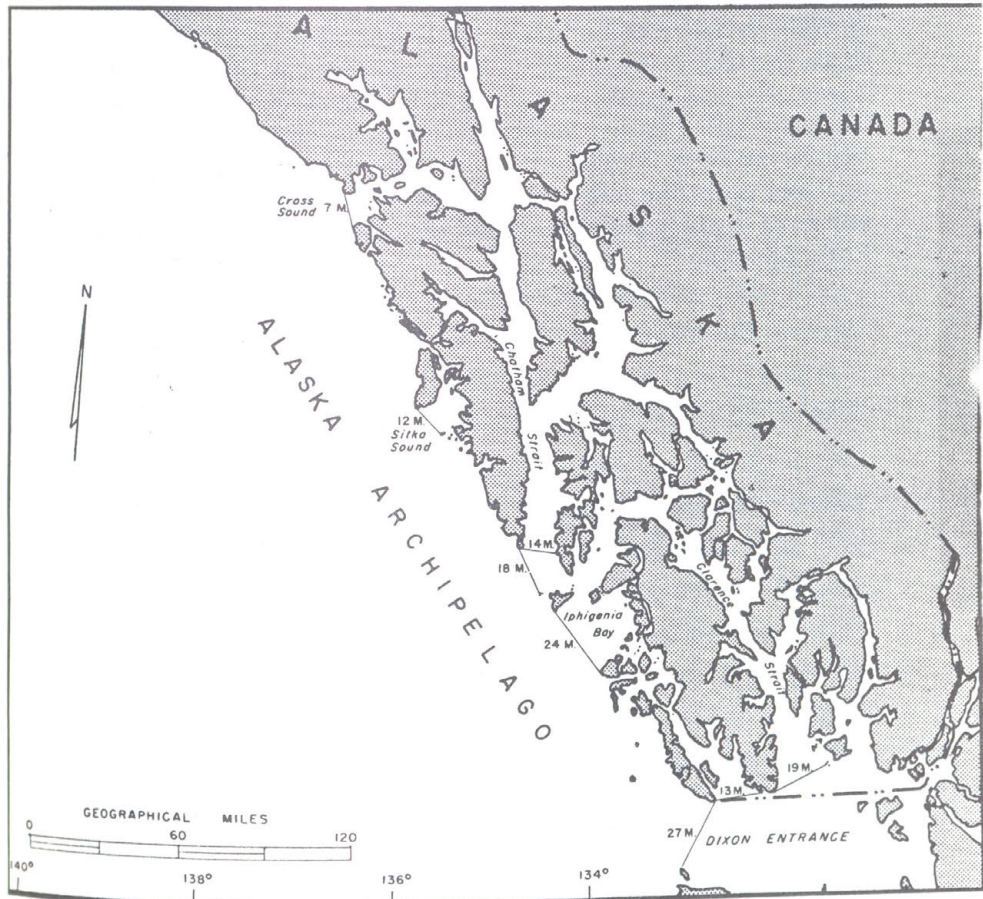 ALASKA
CANADA
Cross
Sound
7 M.
N
ALASKA
ARCHIPELAGO
Chatham
Strait
12 M.
Sitka
Sound
14 M.
18 M.
Clarence
Strait
Iphigenia
Bay
24 M.
19 M.
13 M.
27 M.
DIXON ENTRANCE
GEOGRAPHICAL MILES
0 60 120
140° 138° 136° 134°